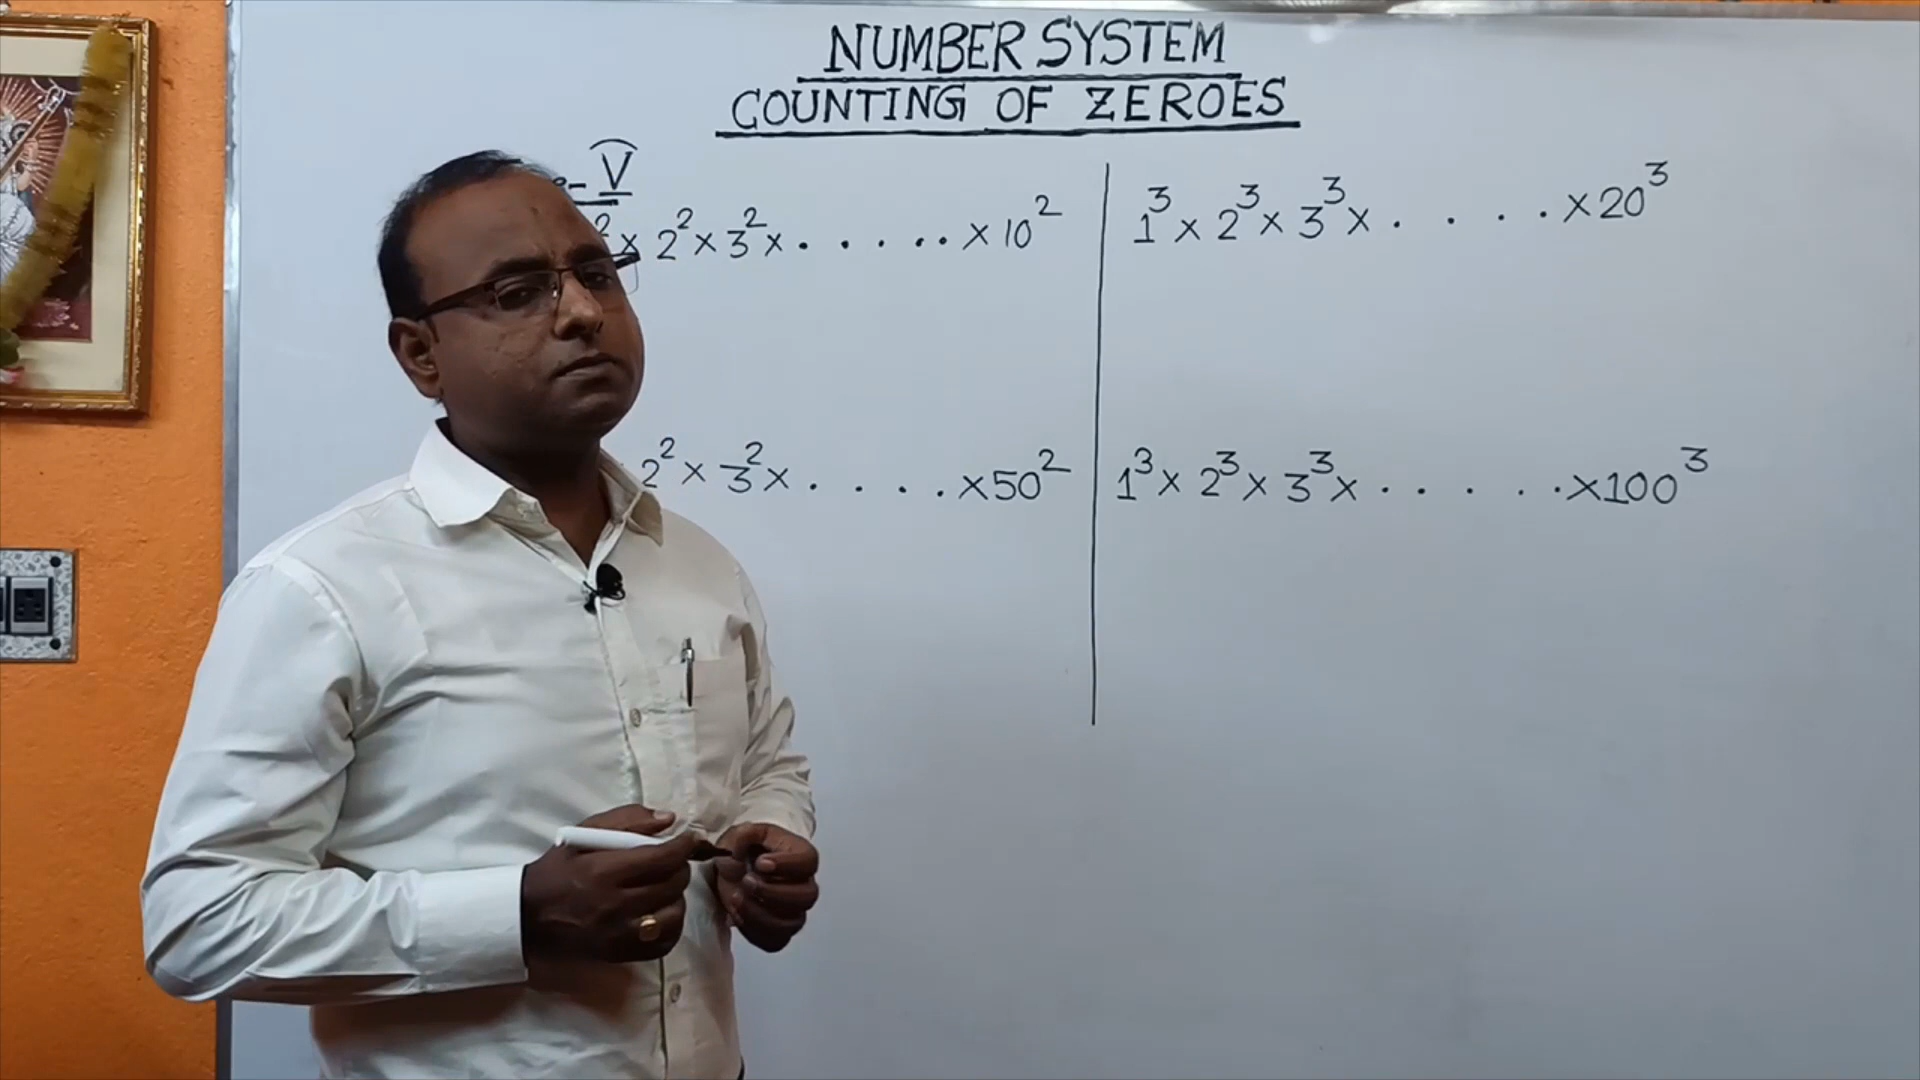 NUMBER SYSTEM
COUNTING OF ZEROES
- V
² × 2² × 3² × . . . . . × 10²
1³ × 2³ × 3³ × . . . . . × 20³
2² × 3² × . . . . × 50²
1³ × 2³ × 3³ × . . . . . × 100³